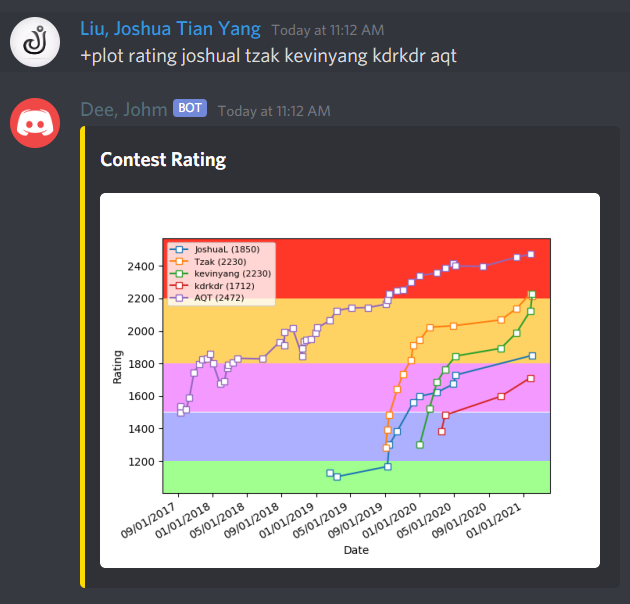 Liu, Joshua Tian Yang Today at 11:12 AM
+plot rating joshual tzak kevinyang kdrkdr aqt
Dee, Johm BOT Today at 11:12 AM
Contest Rating
JoshuaL (1850)
Tzak (2230)
kevinyang (2230)
kdrkdr (1712)
AQT (2472)
2400
2200
2000
1800
1600
1400
1200
Rating
09/01/2017
01/01/2018
05/01/2018
09/01/2018
01/01/2019
05/01/2019
09/01/2019
01/01/2020
05/01/2020
09/01/2020
01/01/2021
Date